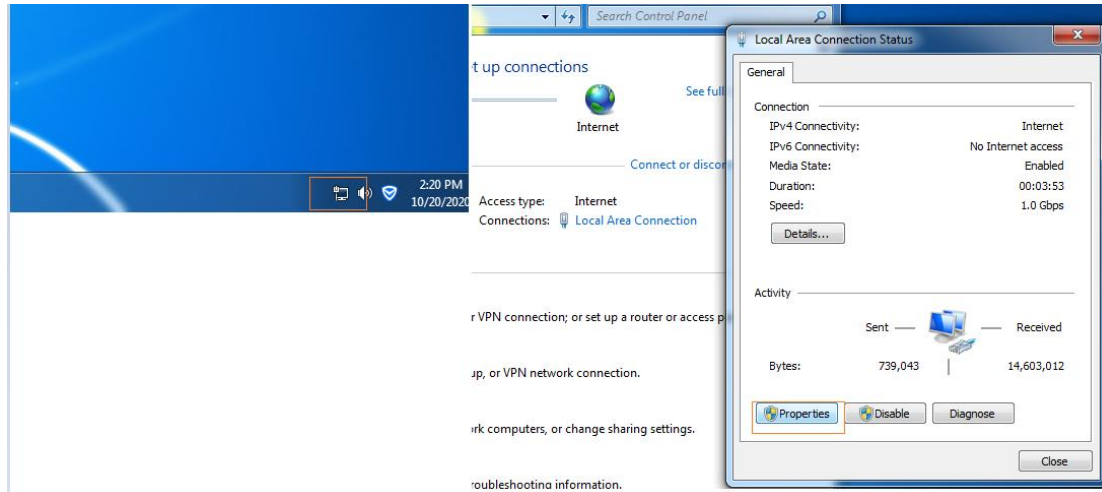 2:20 PM
10/20/2020
Search Control Panel
t up connections
See full
Internet
Connect or discon
Access type: Internet
Connections: Local Area Connection
r VPN connection; or set up a router or access p
up, or VPN network connection.
rk computers, or change sharing settings.
roubleshooting information.
Local Area Connection Status
General
Connection
IPv4 Connectivity: Internet
IPv6 Connectivity: No Internet access
Media State: Enabled
Duration: 00:03:53
Speed: 1.0 Gbps
Details...
Activity
Sent Received
Bytes: 739,043 14,603,012
Properties Disable Diagnose
Close